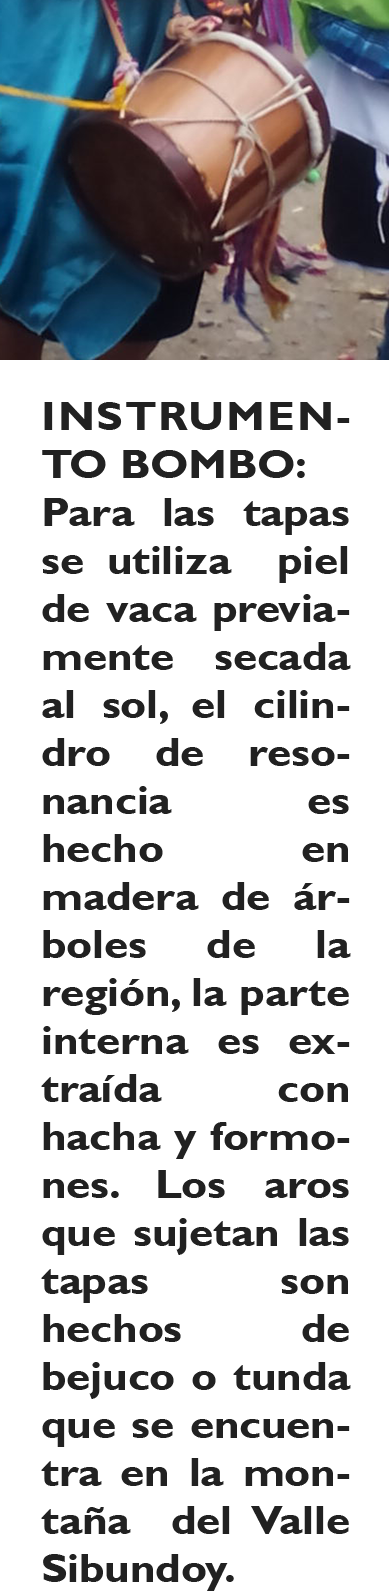 INSTRUMEN-
TO BOMBO:
Para las tapas
se utiliza piel
de vaca previa-
mente secada
al sol, el cilin-
dro de reso-
nancia es
hecho en
madera de ár-
boles de la
región, la parte
interna es ex-
traída con
hacha y formo-
nes. Los aros
que sujetan las
tapas son
hechos de
bejuco o tunda
que se encuen-
tra en la mon-
taña del Valle
Sibundoy.